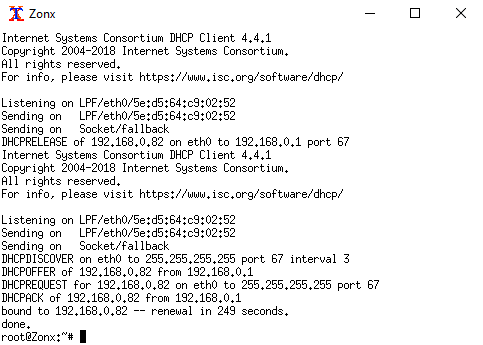 Zonx
Internet Systems Consortium DHCP Client 4.4.1
Copyright 2004-2018 Internet Systems Consortium.
All rights reserved.
For info, please visit https://www.isc.org/software/dhcp/
Listening on LPF/eth0/5e:d5:64:c9:02:52
Sending on   LPF/eth0/5e:d5:64:c9:02:52
Sending on   Socket/fallback
DHCPRELEASE of 192.168.0.82 on eth0 to 192.168.0.1 port 67
Internet Systems Consortium DHCP Client 4.4.1
Copyright 2004-2018 Internet Systems Consortium.
All rights reserved.
For info, please visit https://www.isc.org/software/dhcp/
Listening on LPF/eth0/5e:d5:64:c9:02:52
Sending on   LPF/eth0/5e:d5:64:c9:02:52
Sending on   Socket/fallback
DHCPDISCOVER on eth0 to 255.255.255.255 port 67 interval 3
DHCPOFFER of 192.168.0.82 from 192.168.0.1
DHCPREQUEST for 192.168.0.82 on eth0 to 255.255.255.255 port 67
DHCPACK of 192.168.0.82 from 192.168.0.1
bound to 192.168.0.82 -- renewal in 249 seconds.
done.
root@Zonx:~#